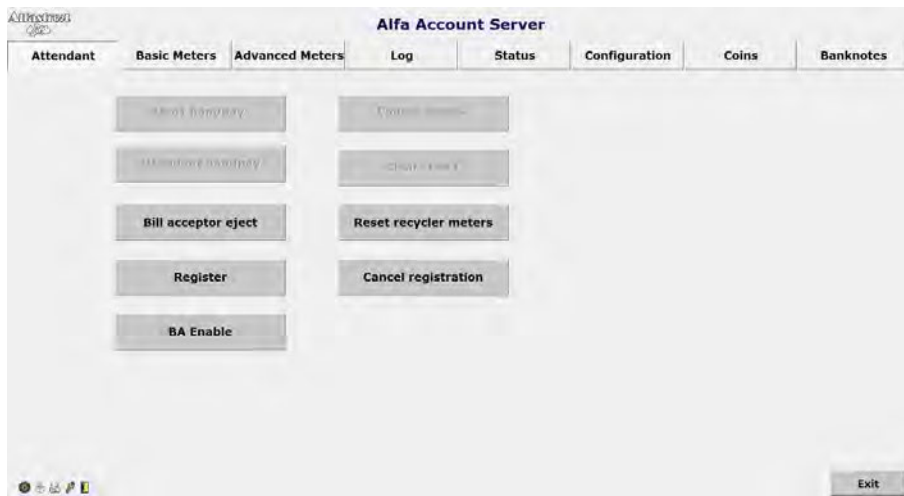 Alfastreet
Alfa Account Server
Attendant Basic Meters Advanced Meters Log Status Configuration Coins Banknotes
Bill acceptor eject Reset recycler meters
Register Cancel registration
BA Enable
Exit